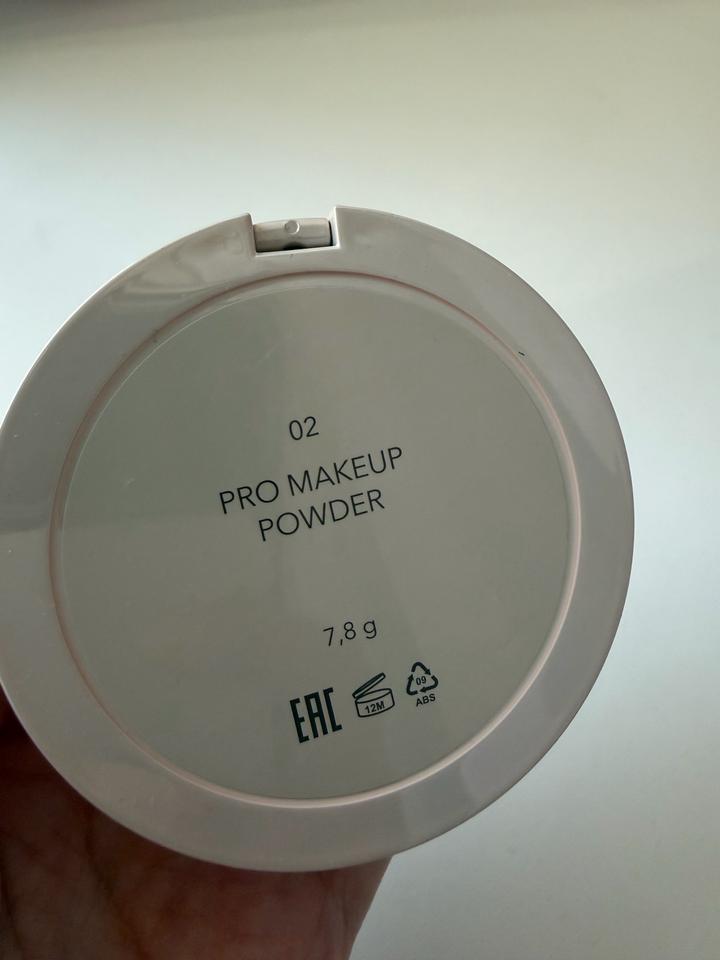 02
PRO MAKEUP
POWDER
7,8 g
EAC 12M 09
ABS